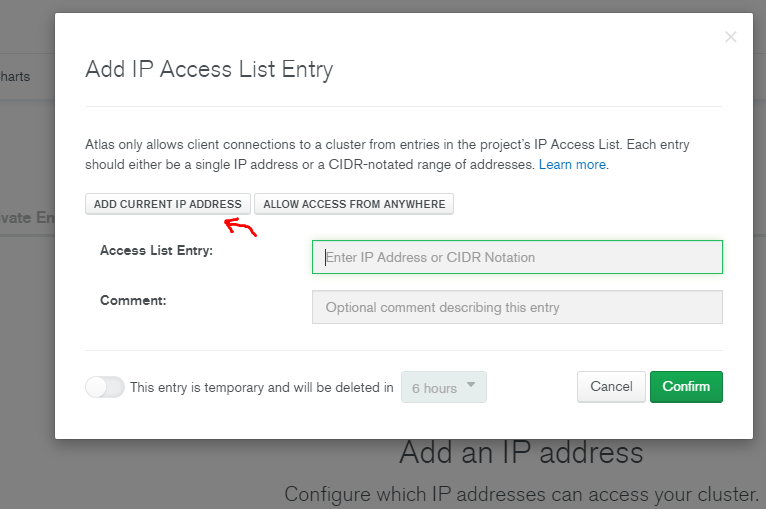 Add IP Access List Entry
harts
Atlas only allows client connections to a cluster from entries in the project's IP Access List. Each entry
should either be a single IP address or a CIDR-notated range of addresses. Learn more.
ADD CURRENT IP ADDRESS ALLOW ACCESS FROM ANYWHERE
ivate En
Access List Entry: Enter IP Address or CIDR Notation
Comment: Optional comment describing this entry
This entry is temporary and will be deleted in 6 hours Cancel Confirm
Add an IP address
Configure which IP addresses can access your cluster.